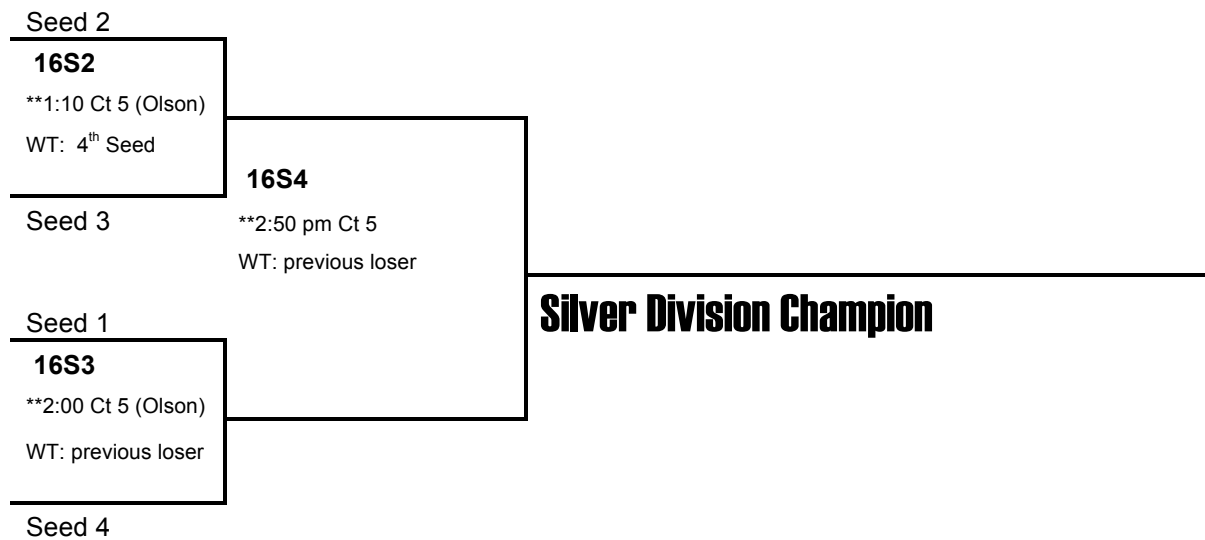 Seed 2
16S2
**1:10 Ct 5 (Olson)
WT:  4th Seed
Seed 3
16S4
**2:50 pm Ct 5
WT: previous loser
Silver Division Champion
Seed 1
16S3
**2:00 Ct 5 (Olson)
WT: previous loser
Seed 4